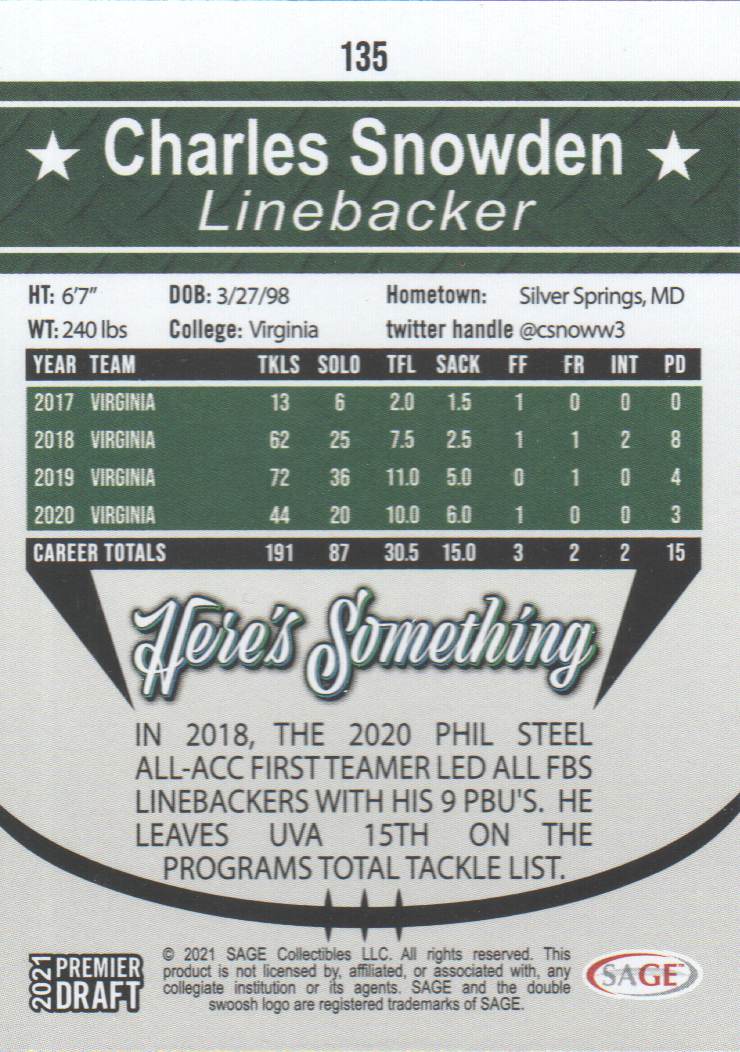 135
Charles Snowden
Linebacker
HT: 6'7" DOB: 3/27/98 Hometown: Silver Springs, MD
WT: 240 lbs College: Virginia twitter handle @csnoww3
YEAR TEAM TKLS SOLO TFL SACK FF FR INT PD
2017 VIRGINIA 13 6 2.0 1.5 1 0 0 0
2018 VIRGINIA 62 25 7.5 2.5 1 1 2 8
2019 VIRGINIA 72 36 11.0 5.0 0 1 0 4
2020 VIRGINIA 44 20 10.0 6.0 1 0 0 3
CAREER TOTALS 191 87 30.5 15.0 3 2 2 15
Here's Something
IN 2018, THE 2020 PHIL STEEL
ALL-ACC FIRST TEAMER LED ALL FBS
LINEBACKERS WITH HIS 9 PBU'S. HE
LEAVES UVA 15TH ON THE
PROGRAMS TOTAL TACKLE LIST.
2021 PREMIER
DRAFT
© 2021 SAGE Collectibles LLC. All rights reserved. This
product is not licensed by, affiliated, or associated with, any
collegiate institution or its agents. SAGE and the double
swoosh logo are registered trademarks of SAGE.
SAGE™